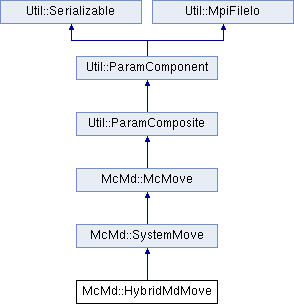 Util::Serializable
Util::MpiFileIo
Util::ParamComponent
Util::ParamComposite
McMd::McMove
McMd::SystemMove
McMd::HybridMdMove